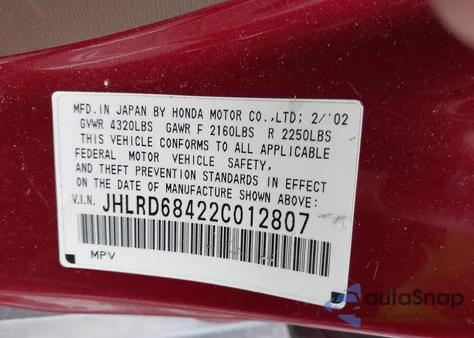 MFD. IN JAPAN BY HONDA MOTOR CO.,LTD; 2/'02
GVWR 4320LBS GAWR F 2160LBS R 2250LBS
THIS VEHICLE CONFORMS TO ALL APPLICABLE
FEDERAL MOTOR VEHICLE SAFETY,
AND THEFT PREVENTION STANDARDS IN EFFECT
ON THE DATE OF MANUFACTURE SHOWN ABOVE:
V.I.N. JHLRD68422C012807
MPV
autoSnap